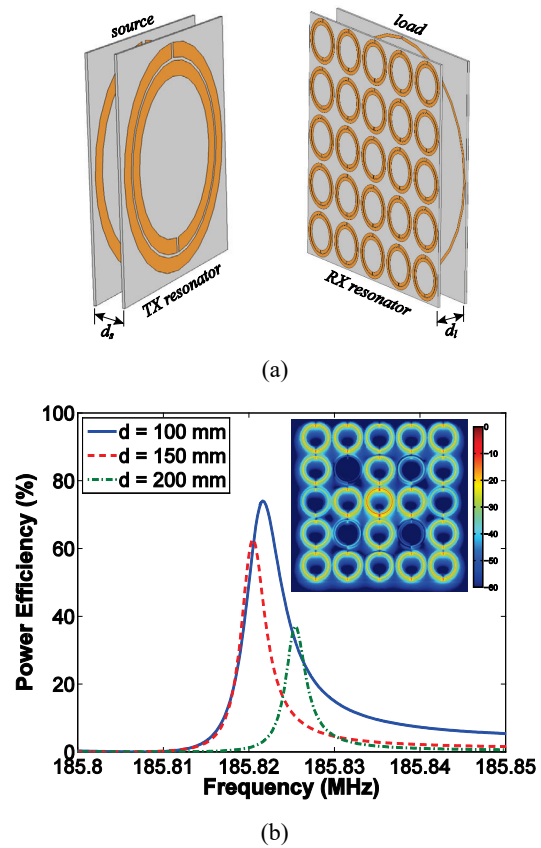 source
load
TX resonator
RX resonator
ds
dl
(a)
Power Efficiency (%)
100
80
60
40
20
0
d = 100 mm
d = 150 mm
d = 200 mm
0
-10
-20
-30
-40
-50
-60
185.8 185.81 185.82 185.83 185.84 185.85
Frequency (MHz)
(b)